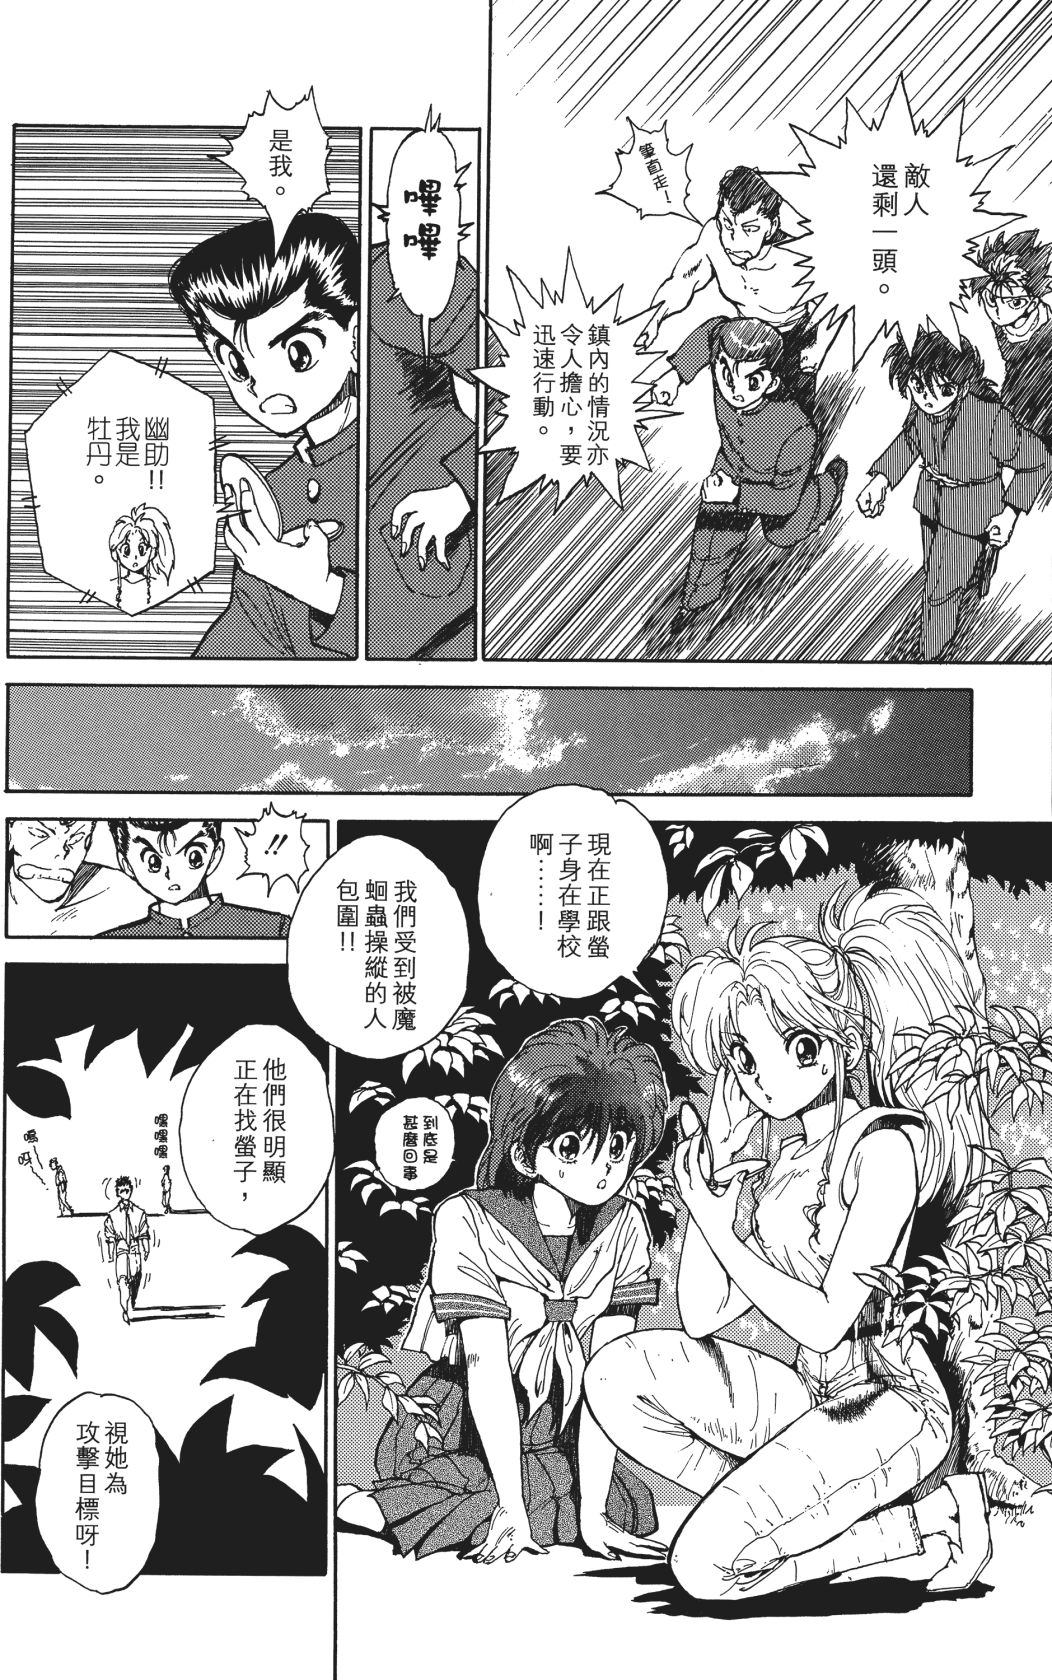 敵人
還剩一頭。
筆直走！
鎮內的情況亦
令人擔心，要
迅速行動。
嗶嗶
是我。
幽助!!
我是
牡丹。
現在正跟螢
子身在學校
啊……！
我們受到被魔
蛔蟲操縱的人
包圍!!
到底是
甚麼回事
!!
他們很明顯
正在找螢子，
嘿嘿嘿
嗚呀…
視她為
攻擊目標呀！